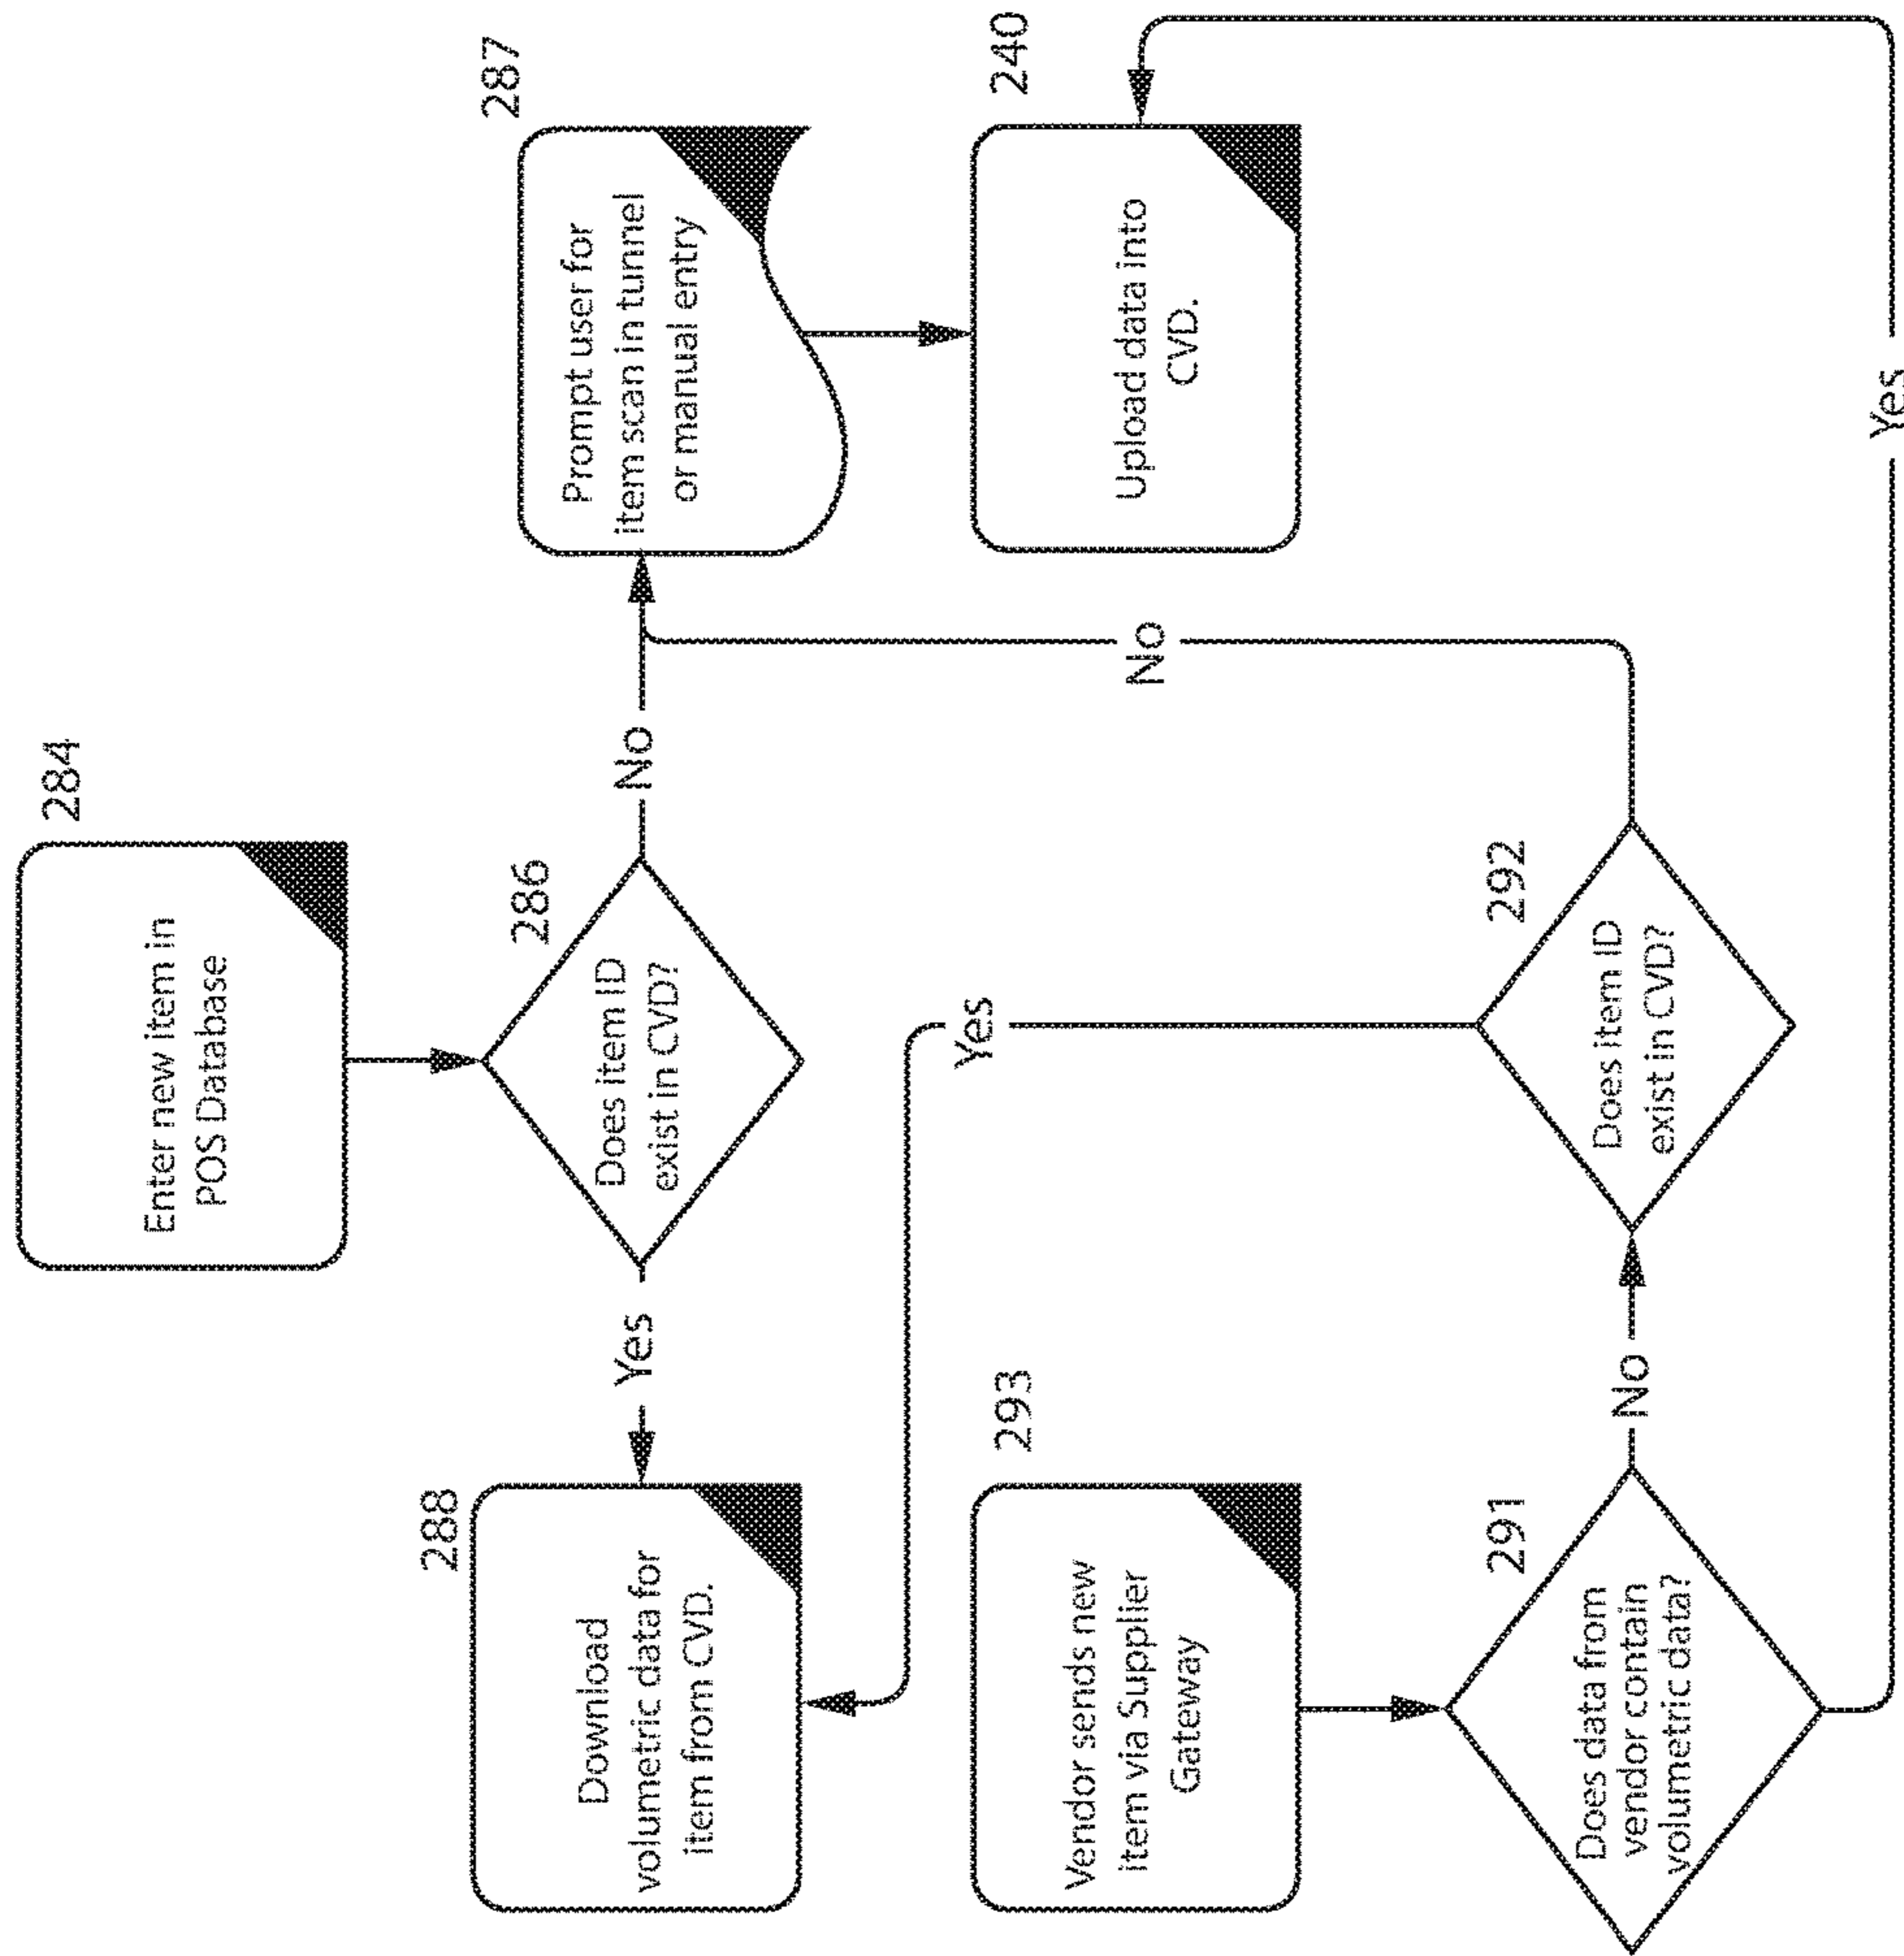 284
Enter new item in
POS Database
286
Does item ID
exist in CVD?
Yes
No
288
Download
volumetric data for
item from CVD.
287
Prompt user for
item scan in tunnel
or manual entry
Yes
293
Vendor sends new
item via Supplier
Gateway
No
240
Upload data into
CVD.
291
Does data from
vendor contain
volumetric data?
No
292
Does item ID
exist in CVD?
Yes